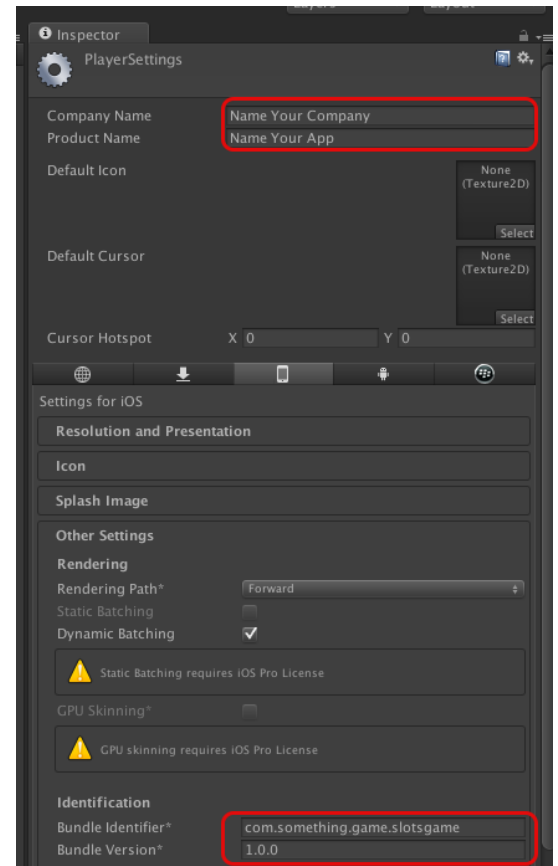 Inspector
PlayerSettings
Company Name Name Your Company
Product Name Name Your App
Default Icon None
(Texture2D)
Select
Default Cursor None
(Texture2D)
Select
Cursor Hotspot X 0 Y 0
Settings for iOS
Resolution and Presentation
Icon
Splash Image
Other Settings
Rendering
Rendering Path* Forward
Static Batching
Dynamic Batching
Static Batching requires iOS Pro License
GPU Skinning*
GPU skinning requires iOS Pro License
Identification
Bundle Identifier* com.something.game.slotsgame
Bundle Version* 1.0.0